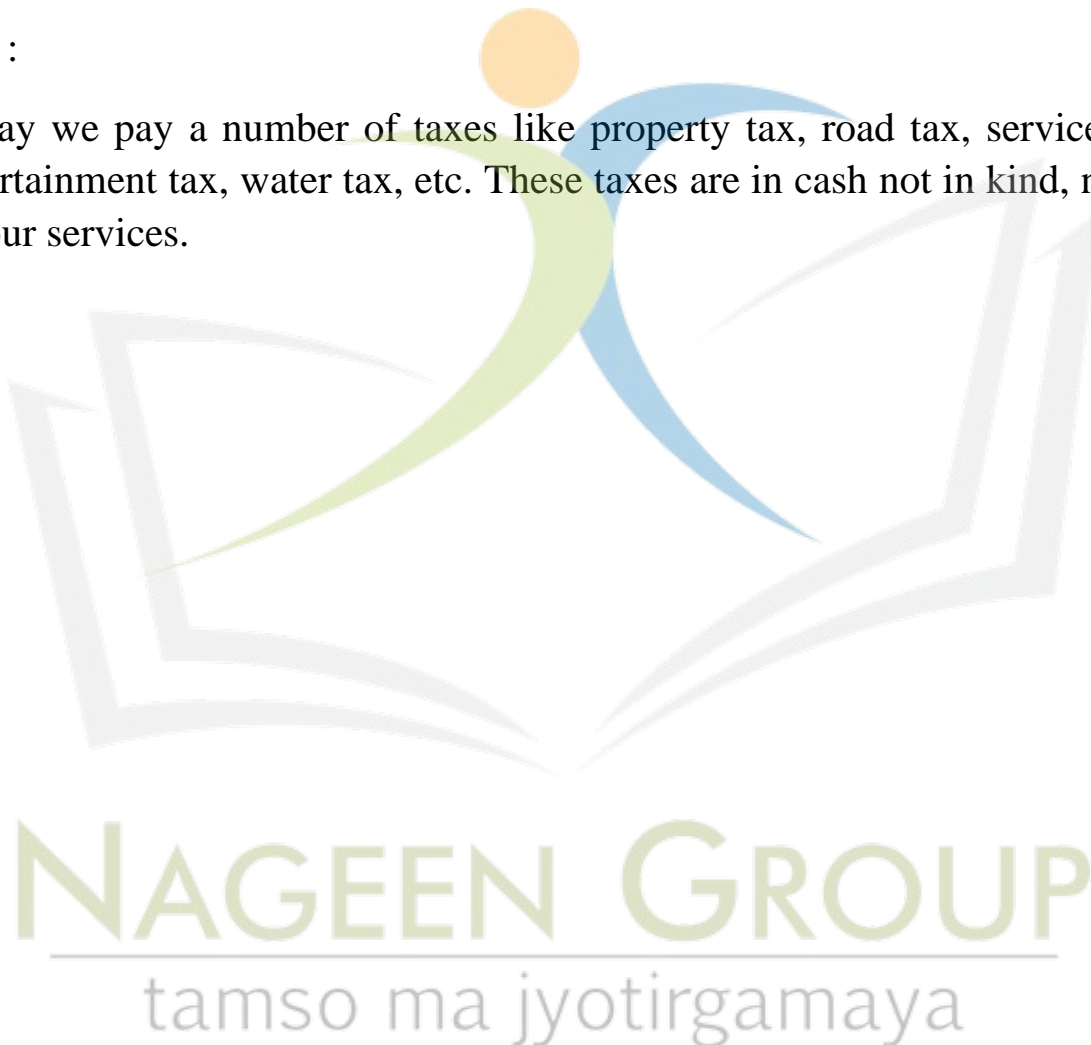 :
ay we pay a number of taxes like property tax, road tax, service
rtainment tax, water tax, etc. These taxes are in cash not in kind,
our services.
NAGEEN GROUP
tamso ma jyotirgamaya